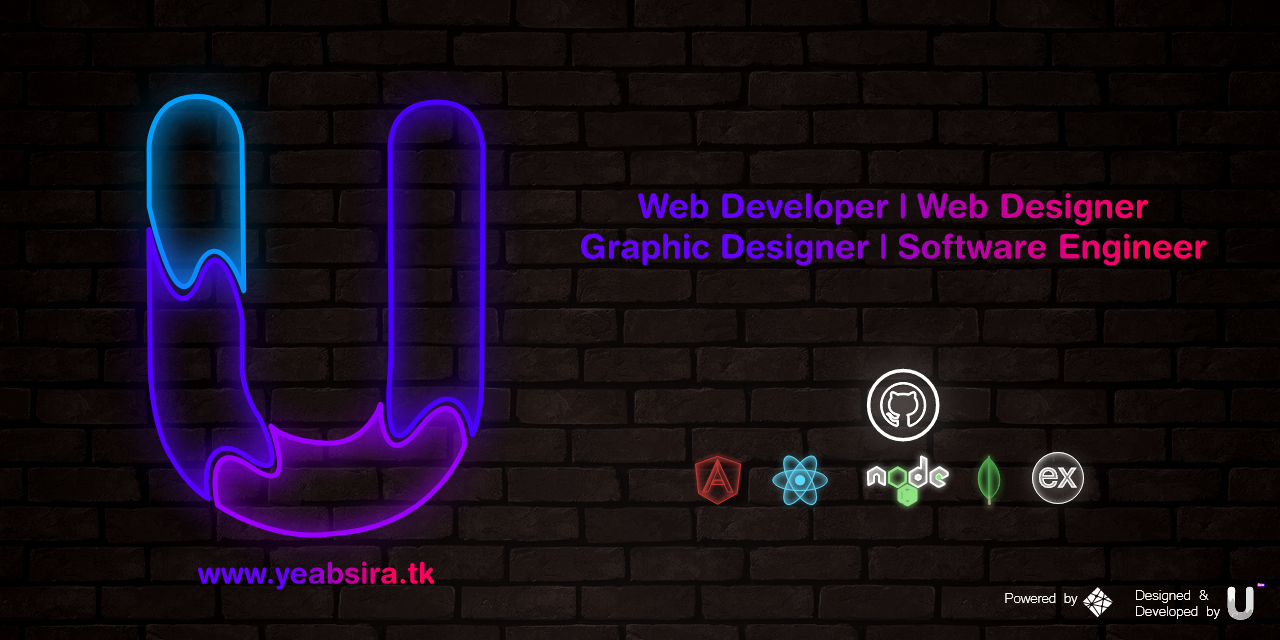 Web Developer | Web Designer
Graphic Designer | Software Engineer
node
ex
www.yeabsira.tk
Powered by
Designed &
Developed by U